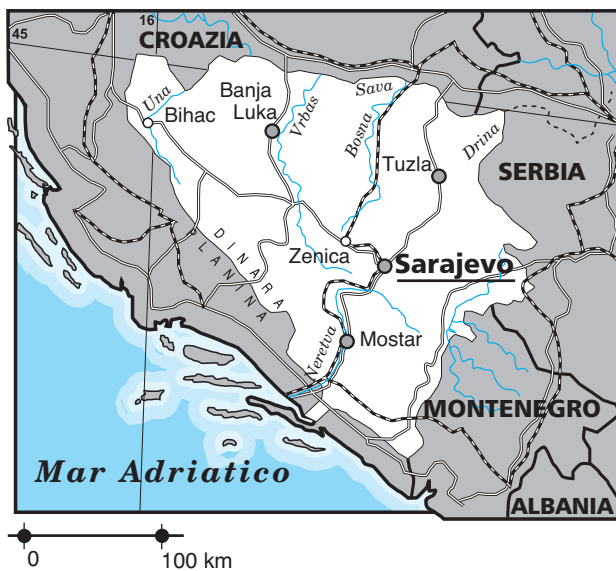 16
45
CROAZIA
Una
Bihac
Banja
Luka
Vrbas
Sava
Bosna
Tuzla
Drina
SERBIA
DINARA
PLANINA
Zenica
Sarajevo
Neretva
Mostar
MONTENEGRO
Mar Adriatico
ALBANIA
0
100 km